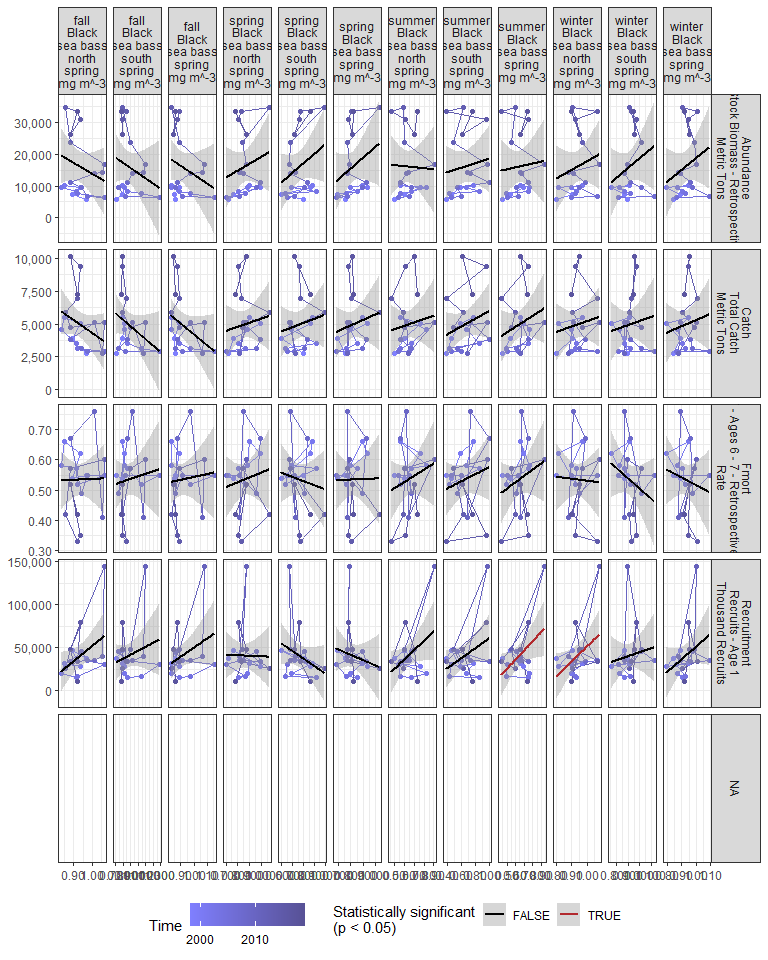 fall
Black
sea bass
north
spring
mg m^-3
fall
Black
sea bass
south
spring
mg m^-3
fall
Black
sea bass
spring
mg m^-3
spring
Black
sea bass
north
spring
mg m^-3
spring
Black
sea bass
south
spring
mg m^-3
spring
Black
sea bass
spring
mg m^-3
summer
Black
sea bass
north
spring
mg m^-3
summer
Black
sea bass
south
spring
mg m^-3
summer
Black
sea bass
spring
mg m^-3
winter
Black
sea bass
north
spring
mg m^-3
winter
Black
sea bass
south
spring
mg m^-3
winter
Black
sea bass
spring
mg m^-3
30,000
20,000
10,000
0
Abundance
Stock Biomass - Retrospecti
Metric Tons
10,000
7,500
5,000
2,500
0
Catch
Total Catch
Metric Tons
0.70
0.60
0.50
0.40
0.30
Fmort
- Ages 6 - 7 - Retrospective
Rate
150,000
100,000
50,000
0
Recruitment
Recruits - Age 1
Thousand Recruits
NA
Time
2000
2010
Statistically significant
(p < 0.05)
FALSE
TRUE